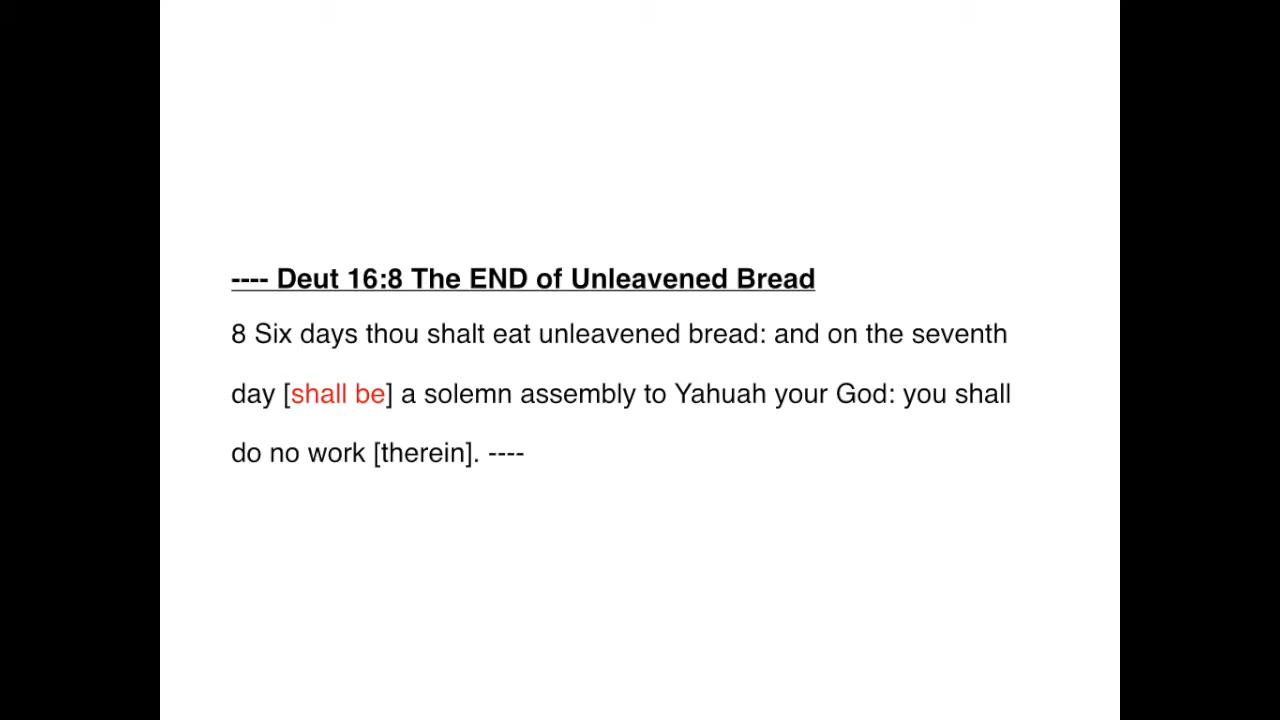 ---- Deut 16:8 The END of Unleavened Bread
8 Six days thou shalt eat unleavened bread: and on the seventh
day [shall be] a solemn assembly to Yahuah your God: you shall
do no work [therein]. ----